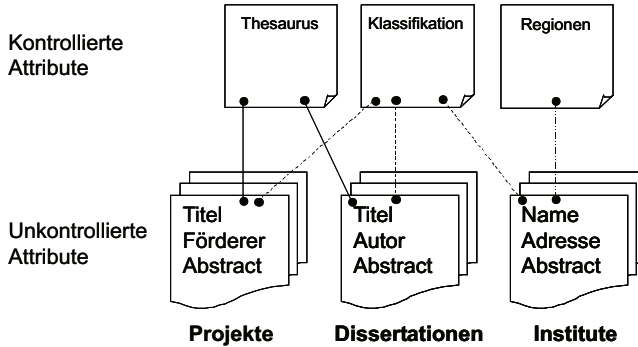 Kontrollierte
Attribute
Thesaurus
Klassifikation
Regionen
Unkontrollierte
Attribute
Titel
Förderer
Abstract
Titel
Autor
Abstract
Name
Adresse
Abstract
Projekte
Dissertationen
Institute